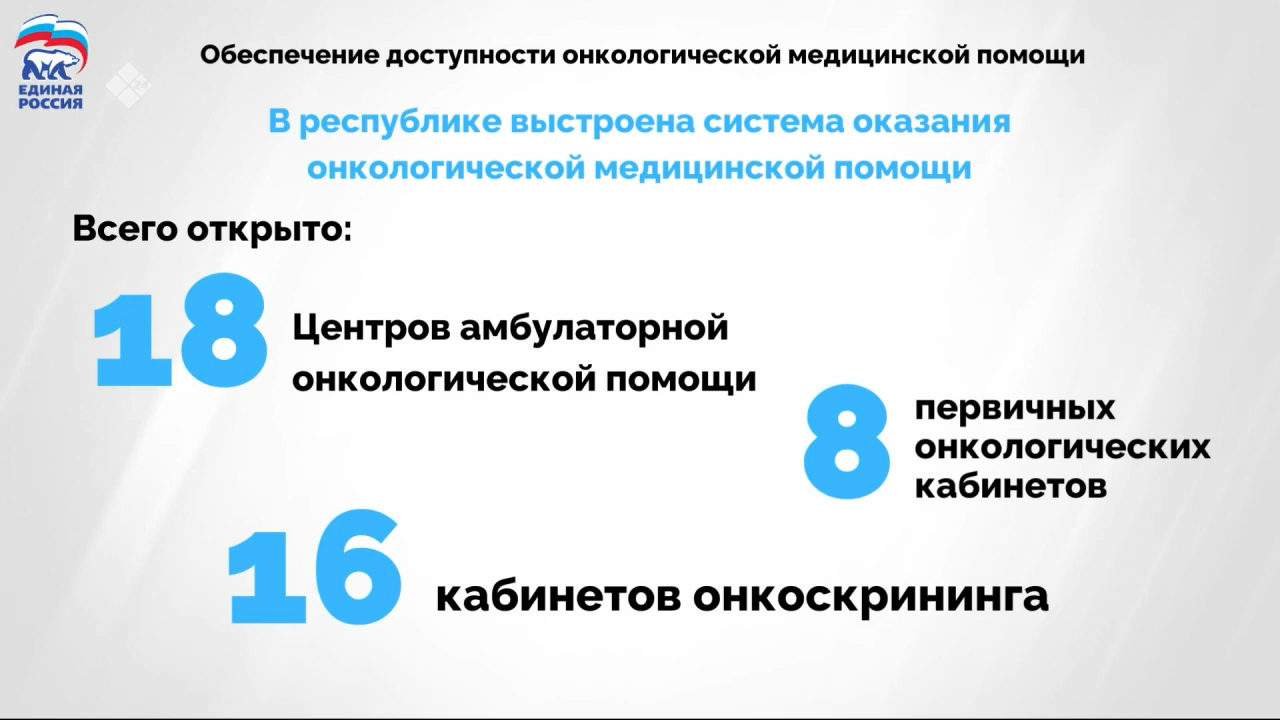 ЕДИНАЯ
РОССИЯ
Обеспечение доступности онкологической медицинской помощи
В республике выстроена система оказания
онкологической медицинской помощи
Всего открыто:
18
Центров амбулаторной
онкологической помощи
8
первичных
онкологических
кабинетов
16
кабинетов онкоскрининга